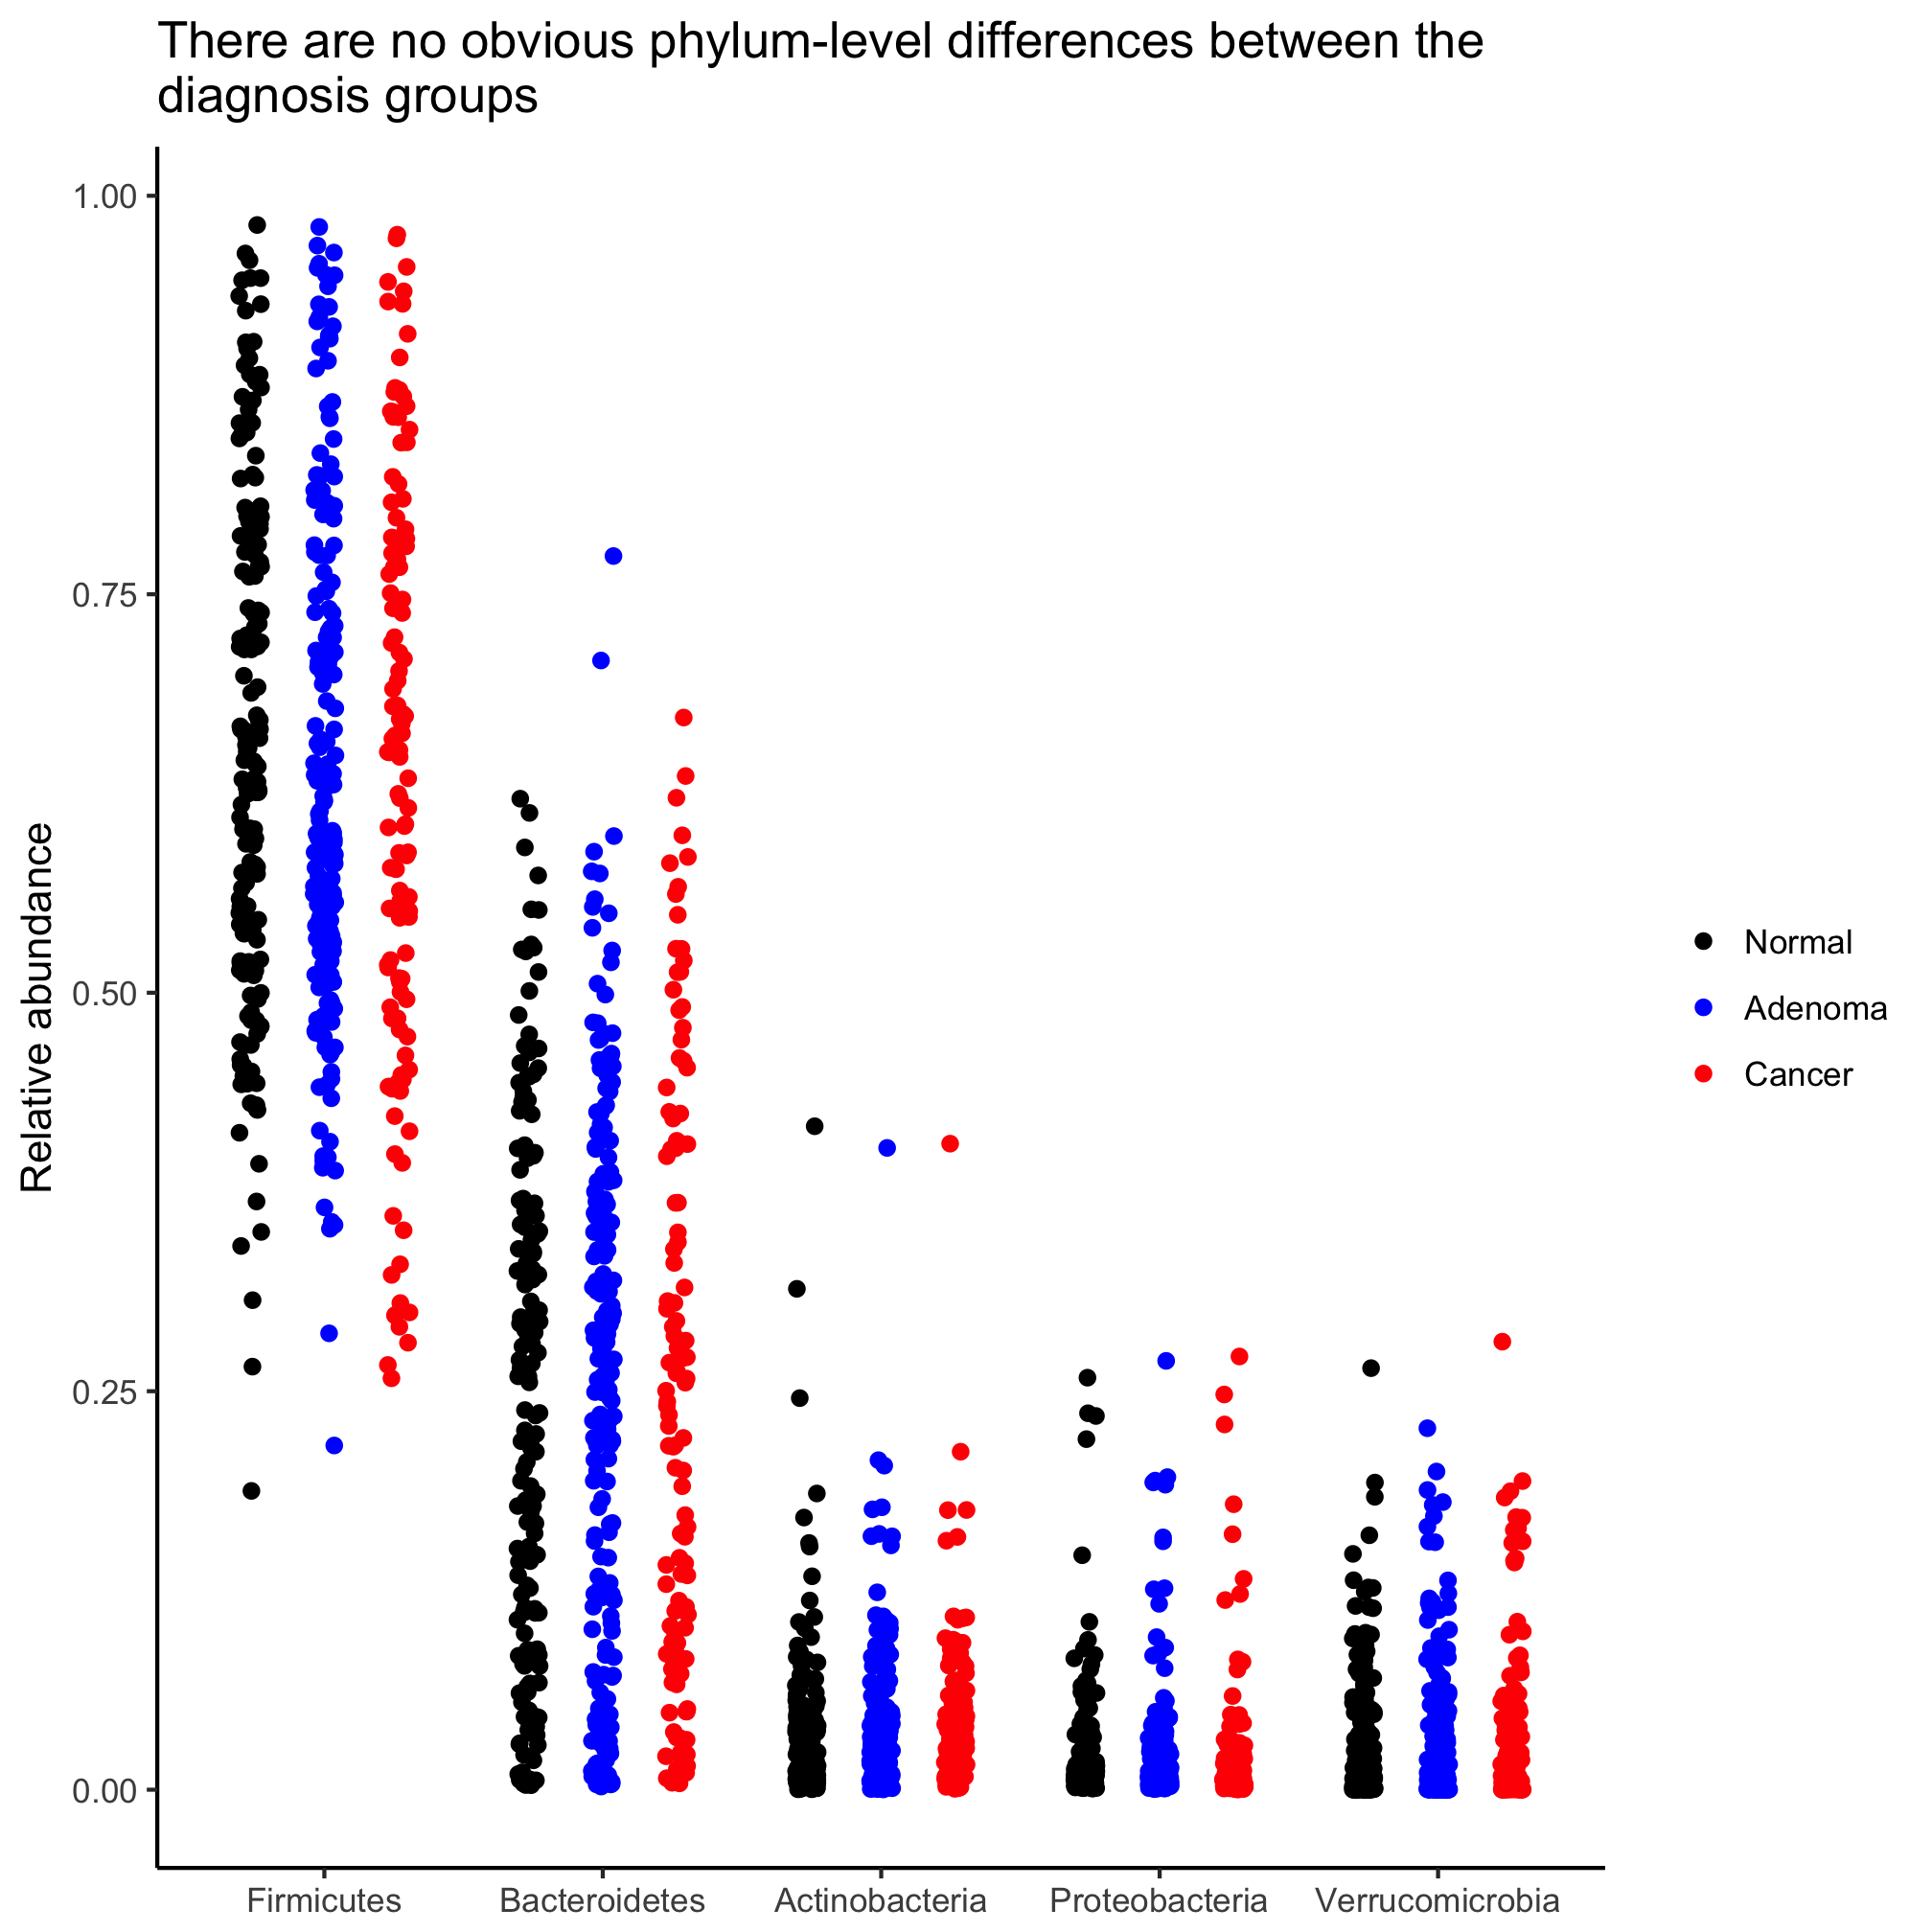 There are no obvious phylum-level differences between the
diagnosis groups
1.00
0.75
0.50
0.25
0.00
Relative abundance
Normal
Adenoma
Cancer
Firmicutes
Bacteroidetes
Actinobacteria
Proteobacteria
Verrucomicrobia